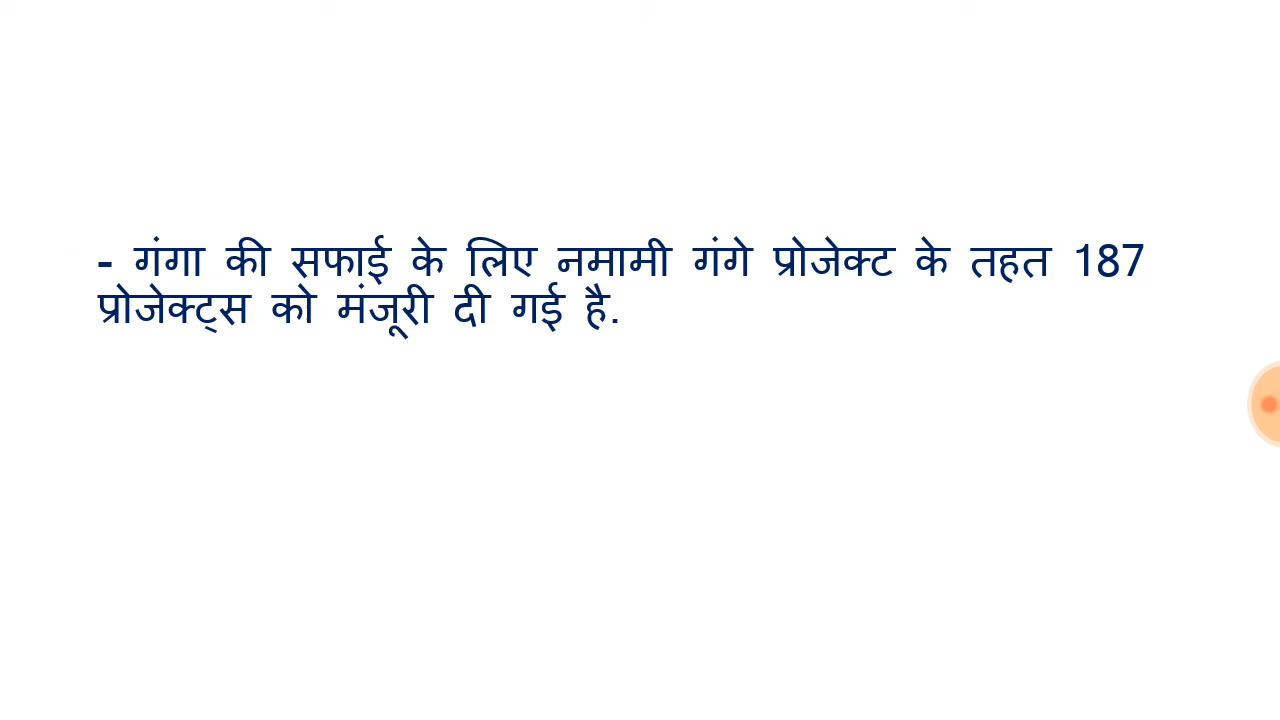 - गंगा की सफाई के लिए नमामी गंगे प्रोजेक्ट के तहत 187
प्रोजेक्ट्स को मंजूरी दी गई है.